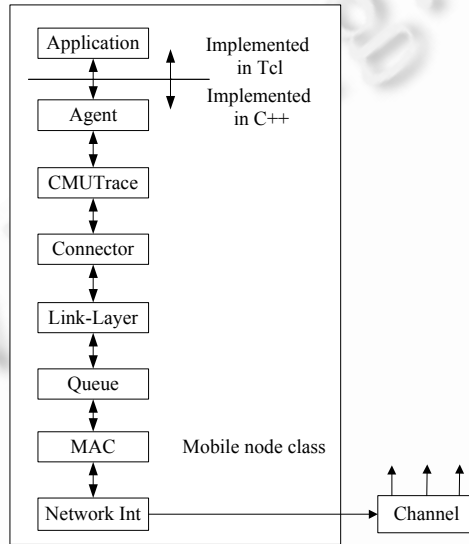 Application
Implemented
in Tcl
Implemented
in C++
Agent
CMUTrace
Connector
Link-Layer
Queue
MAC
Mobile node class
Network Int
Channel